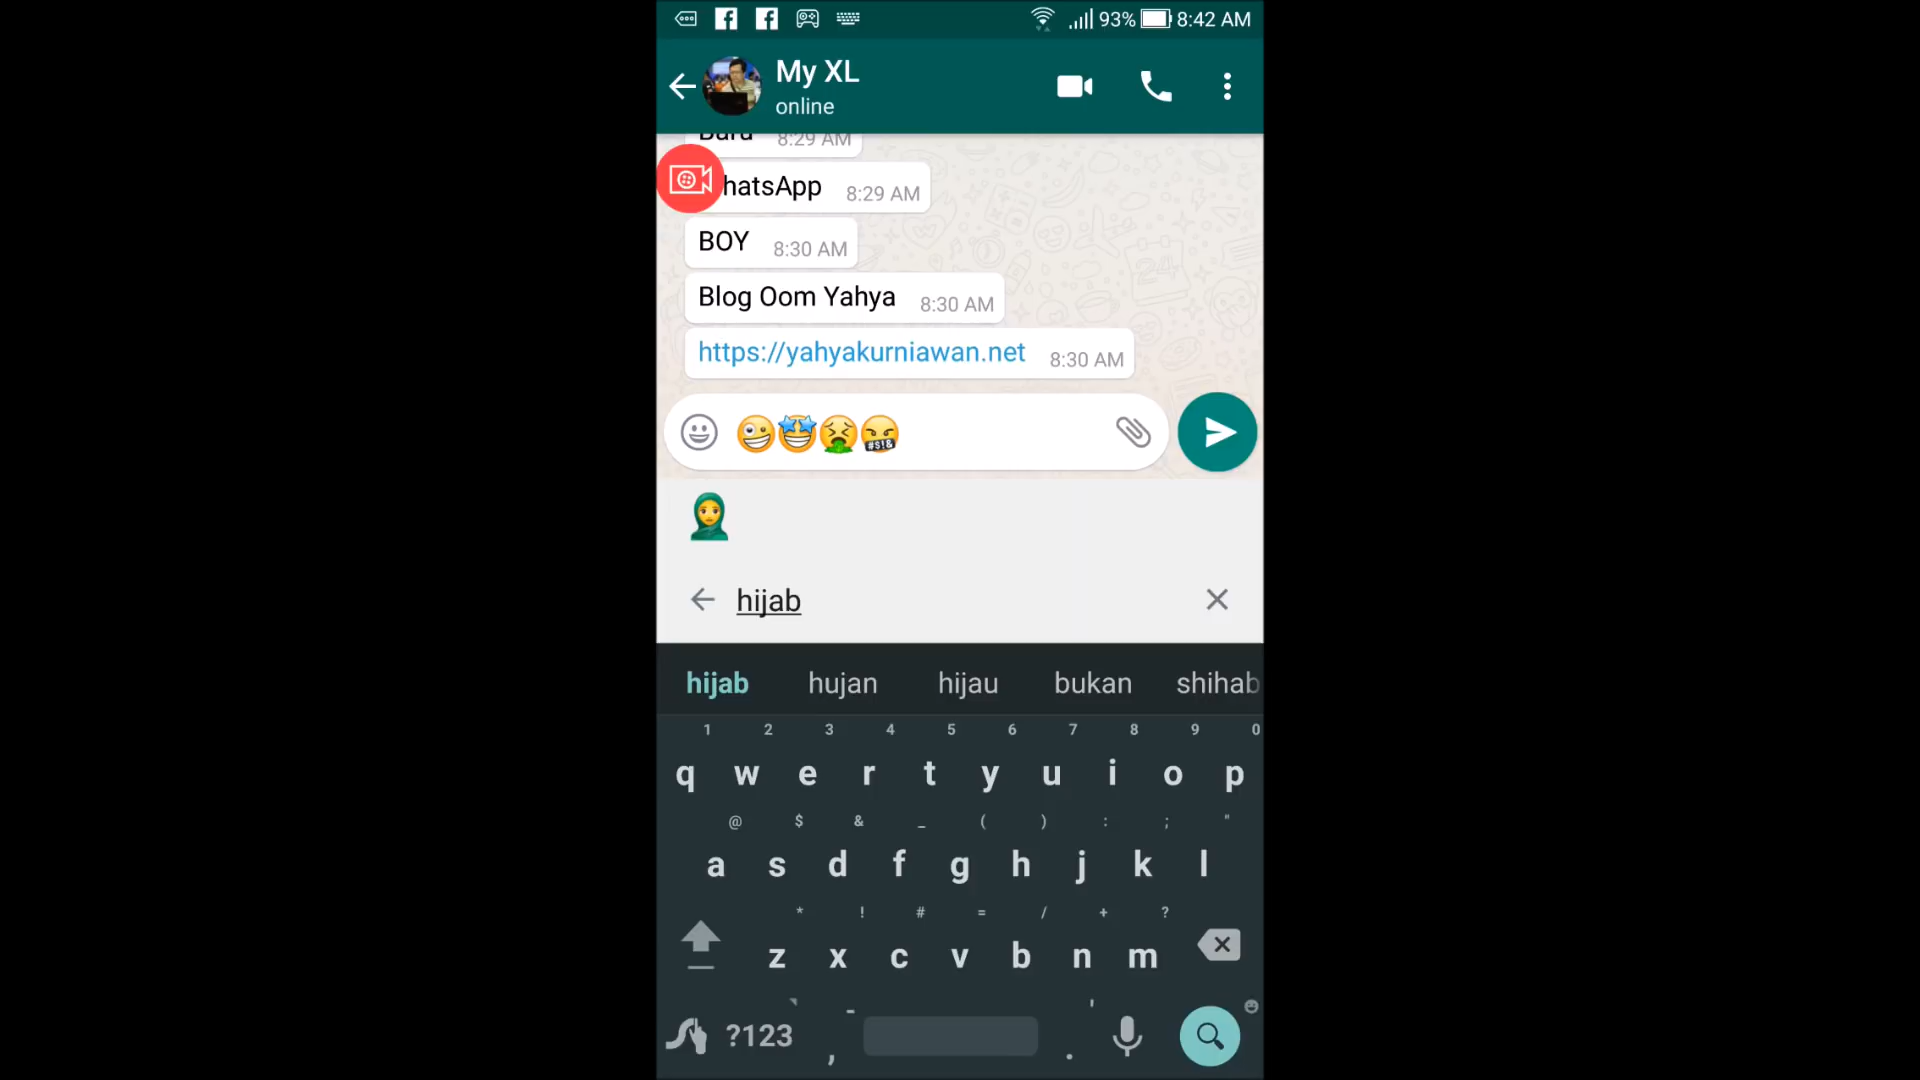 93% 8:42 AM
My XL
online
Baru 8:29 AM
hatsApp 8:29 AM
BOY 8:30 AM
Blog Oom Yahya 8:30 AM
https://yahyakurniawan.net 8:30 AM
hijab
hijab hujan hijau bukan shihab
1 2 3 4 5 6 7 8 9 0
q w e r t y u i o p
@ $ & _ ( ) : ; "
a s d f g h j k l
* ! # = / + ?
z x c v b n m
- '
?123 , .